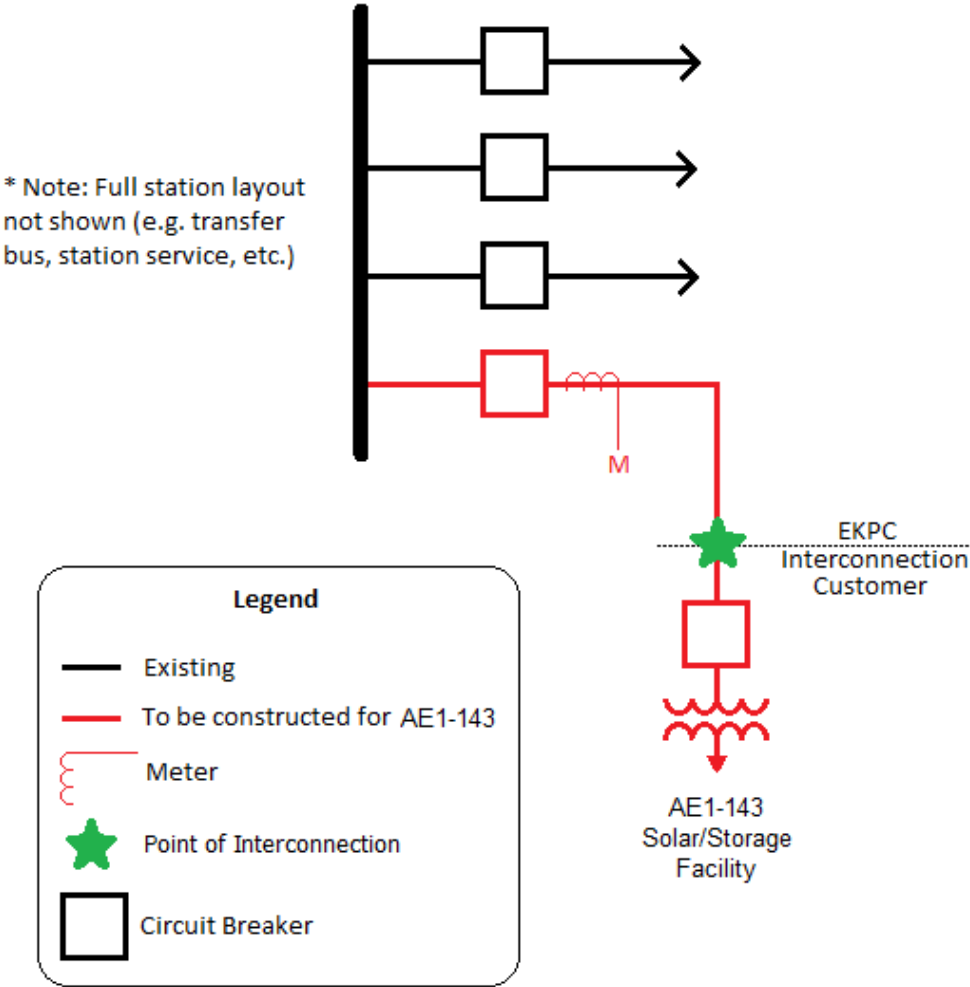 * Note: Full station layout
not shown (e.g. transfer
bus, station service, etc.)
M
EKPC
Interconnection
Customer
Legend
Existing
To be constructed for AE1-143
Meter
Point of Interconnection
Circuit Breaker
AE1-143
Solar/Storage
Facility